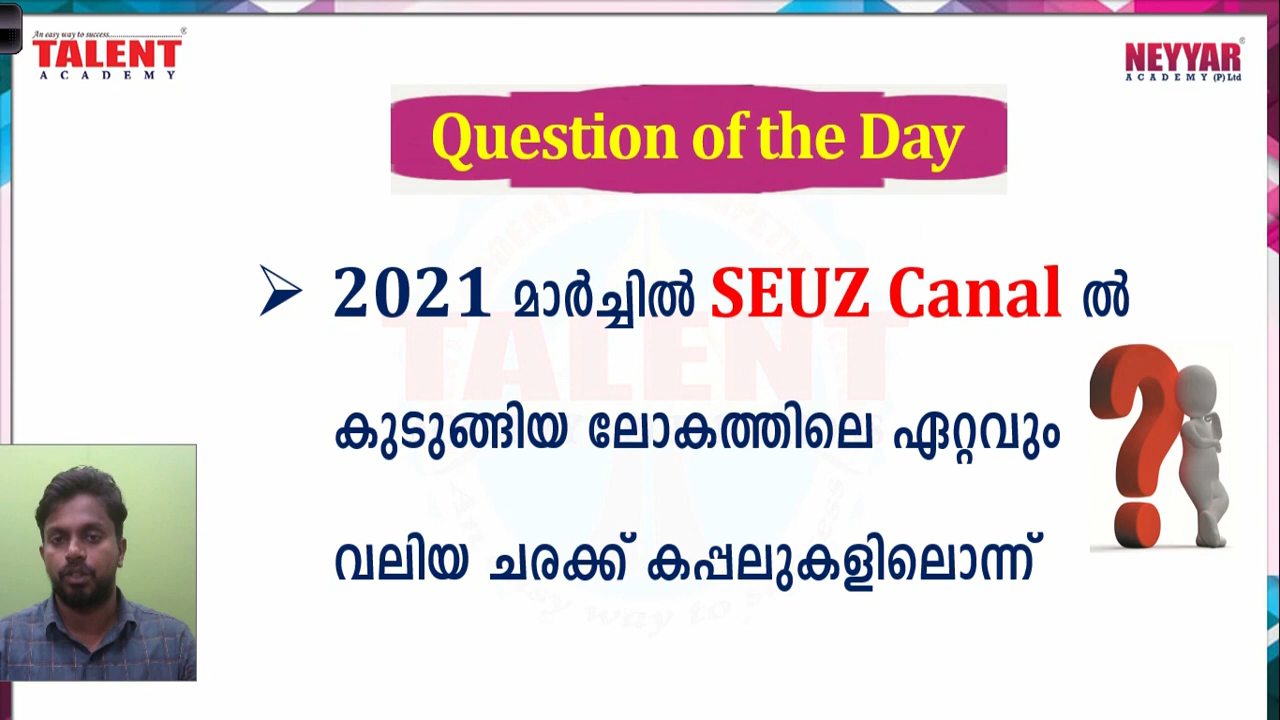 An easy way to success
TALENT
ACADEMY
NEYYAR
ACADEMY (P) Ltd
Question of the Day
2021 മാർച്ചിൽ SEUZ Canal ൽ
കുടുങ്ങിയ ലോകത്തിലെ ഏറ്റവും
വലിയ ചരക്ക് കപ്പലുകളിലൊന്ന്
TALENT